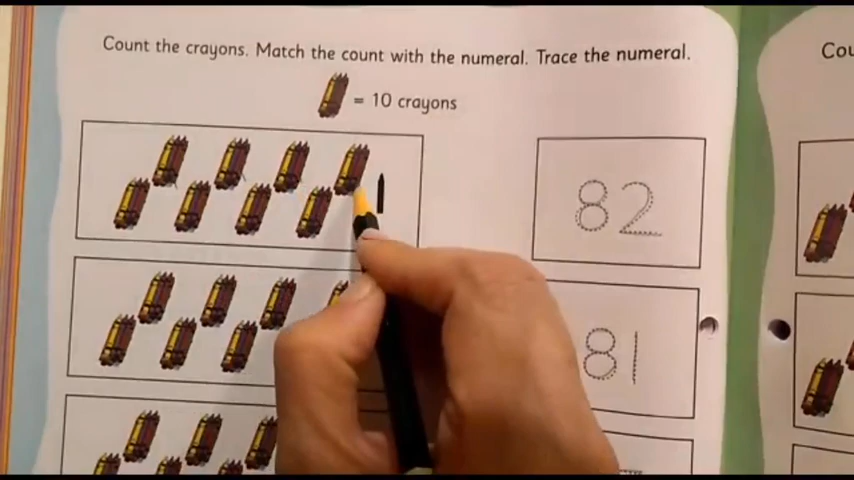 Count the crayons. Match the count with the numeral. Trace the numeral.
= 10 crayons
82
81